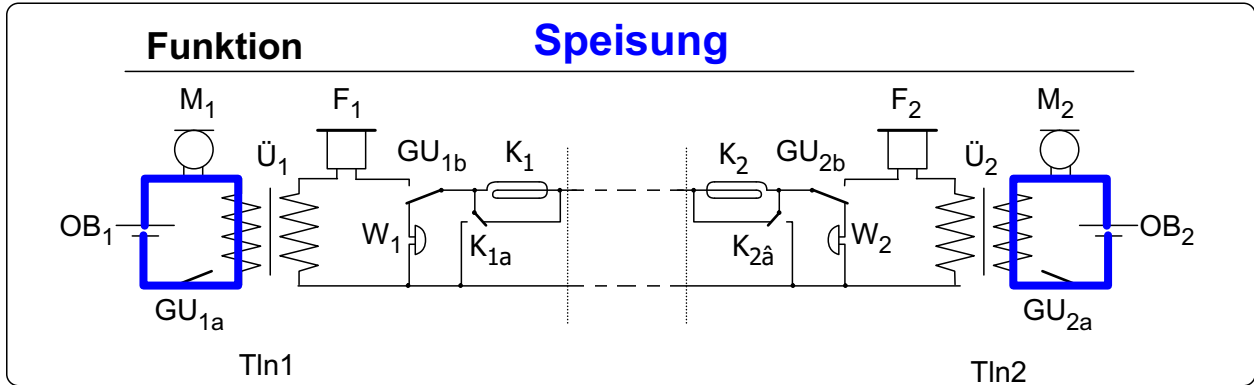 Funktion Speisung
M1 F1 F2 M2
Ü1 GU1b K1 K2 GU2b Ü2
OB1 W1 K1a K2â W2 OB2
GU1a GU2a
Tln1 Tln2